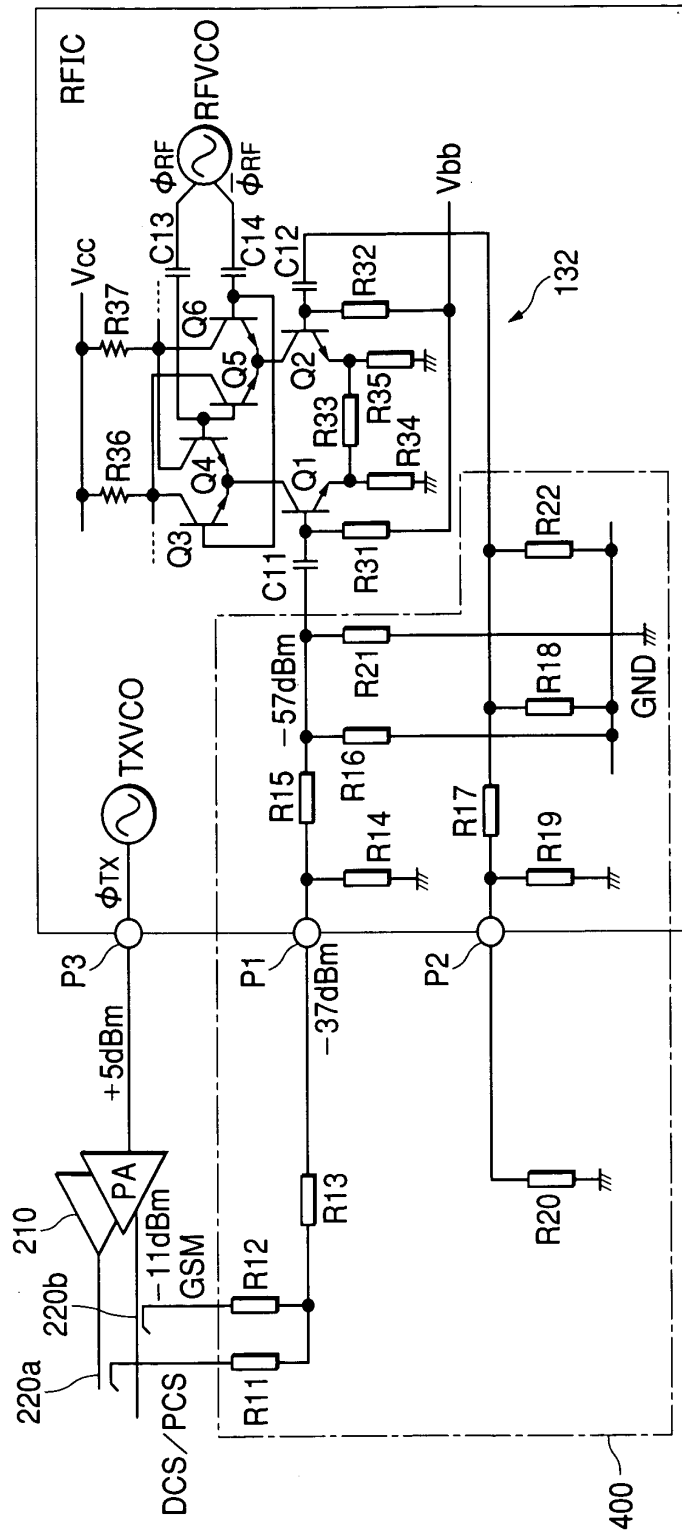 RFIC
Vcc
R36
R37
C13
ΦRF
RFVCO
Φ̄RF
C14
Q3
Q4
Q5
Q6
C12
Q1
Q2
R32
R33
R34
R35
Vbb
132
C11
R31
TXVCO
ΦTX
P3
+5dBm
PA
210
220a
220b
-11dBm
GSM
DCS/PCS
R11
R12
R13
P1
-37dBm
R14
R15
-57dBm
R16
R21
R18
R22
GND
P2
R17
R19
R20
400